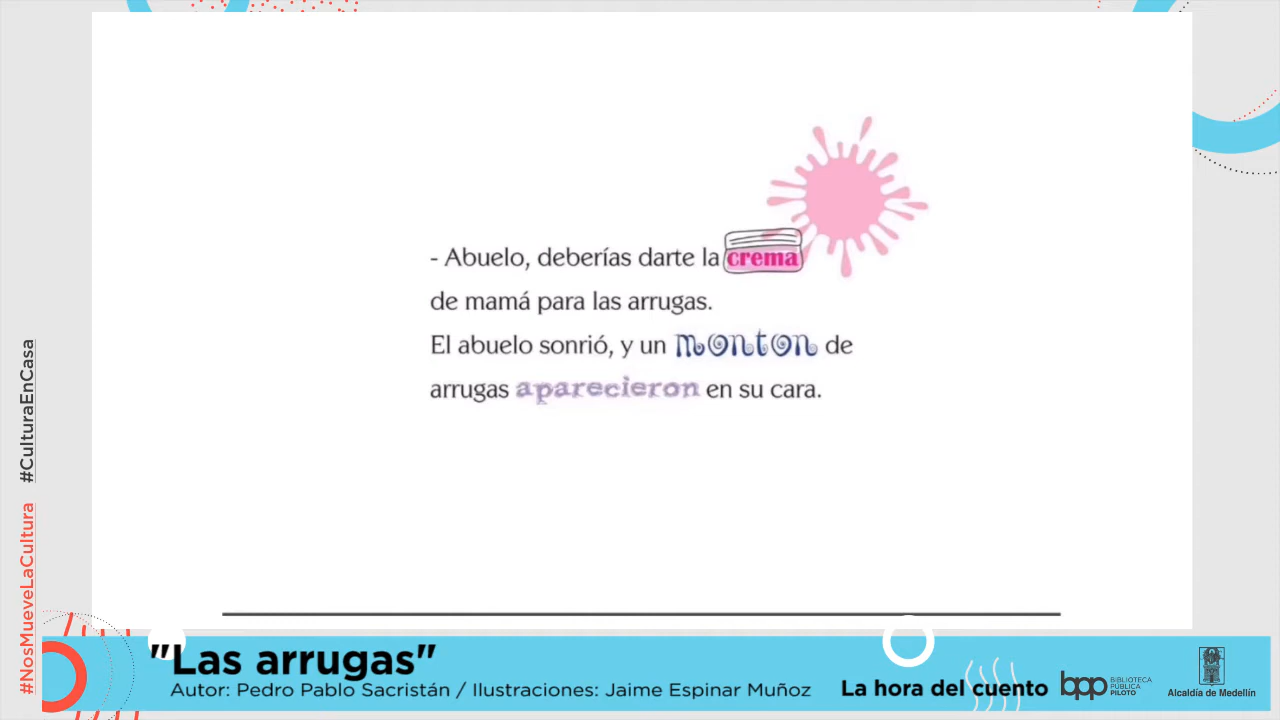 - Abuelo, deberías darte la crema
de mamá para las arrugas.
El abuelo sonrió, y un monton de
arrugas aparecieron en su cara.
#NosMueveLaCultura #CulturaEnCasa
"Las arrugas"
Autor: Pedro Pablo Sacristán / Ilustraciones: Jaime Espinar Muñoz
La hora del cuento
bpp
BIBLIOTECA
PÚBLICA
PILOTO
Alcaldía de Medellín